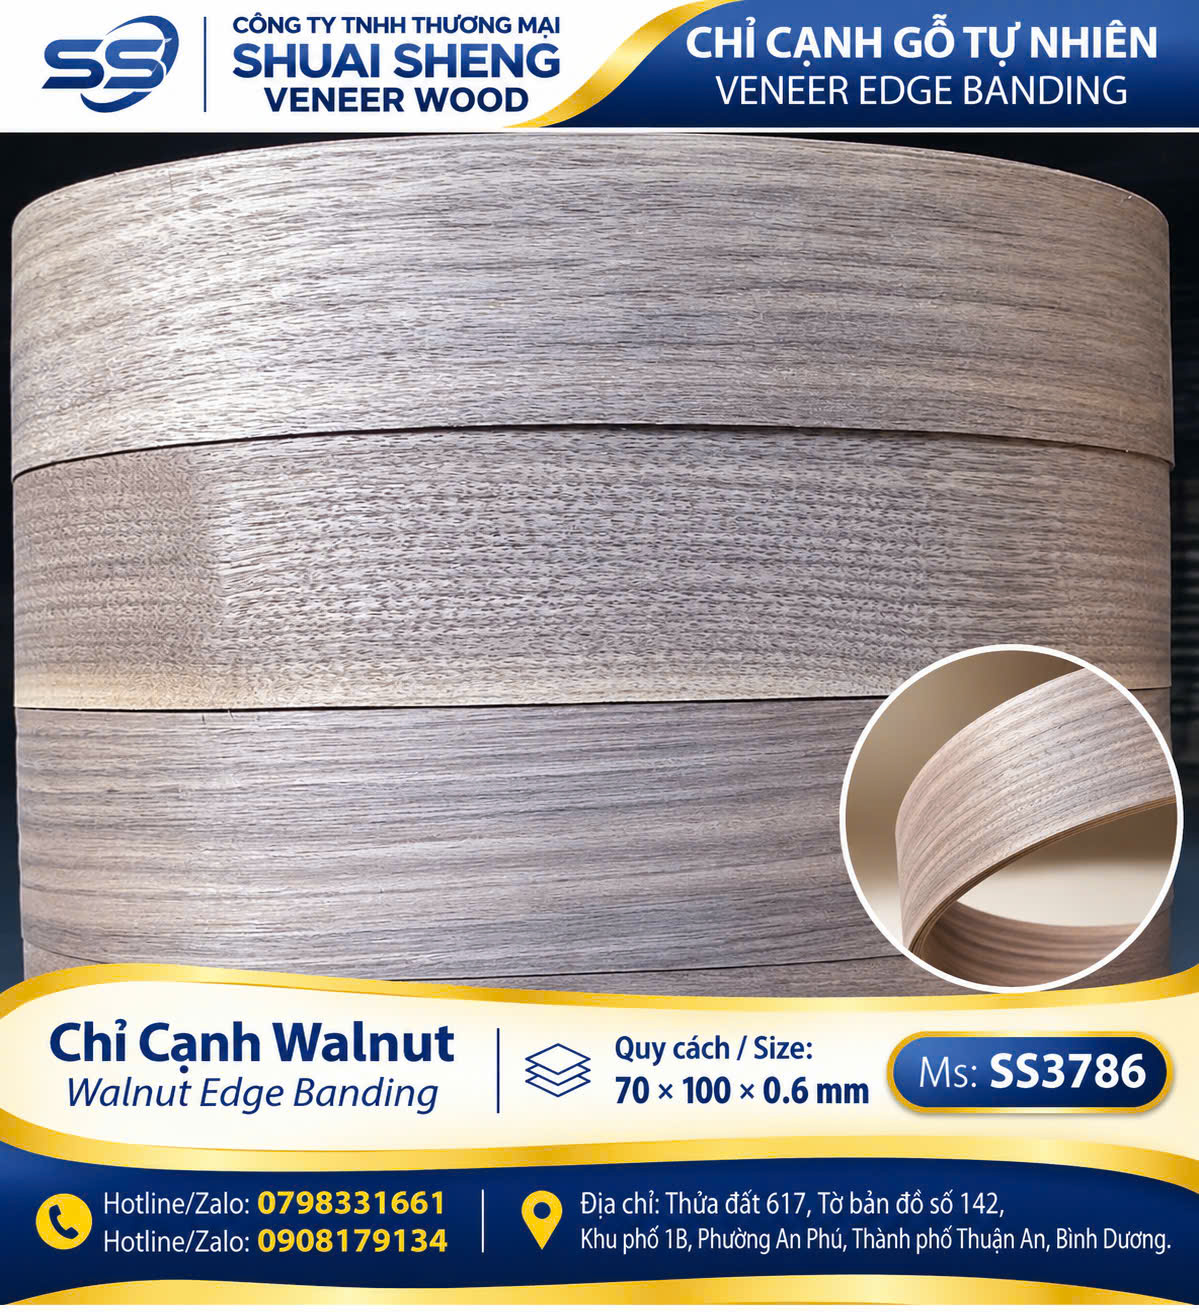 SS
CÔNG TY TNHH THƯƠNG MẠI
SHUAI SHENG
VENEER WOOD
CHỈ CẠNH GỖ TỰ NHIÊN
VENEER EDGE BANDING
Chỉ Cạnh Walnut
Walnut Edge Banding
Quy cách / Size:
70 × 100 × 0.6 mm
Ms: SS3786
Hotline/Zalo: 0798331661
Hotline/Zalo: 0908179134
Địa chỉ: Thửa đất 617, Tờ bản đồ số 142,
Khu phố 1B, Phường An Phú, Thành phố Thuận An, Bình Dương.